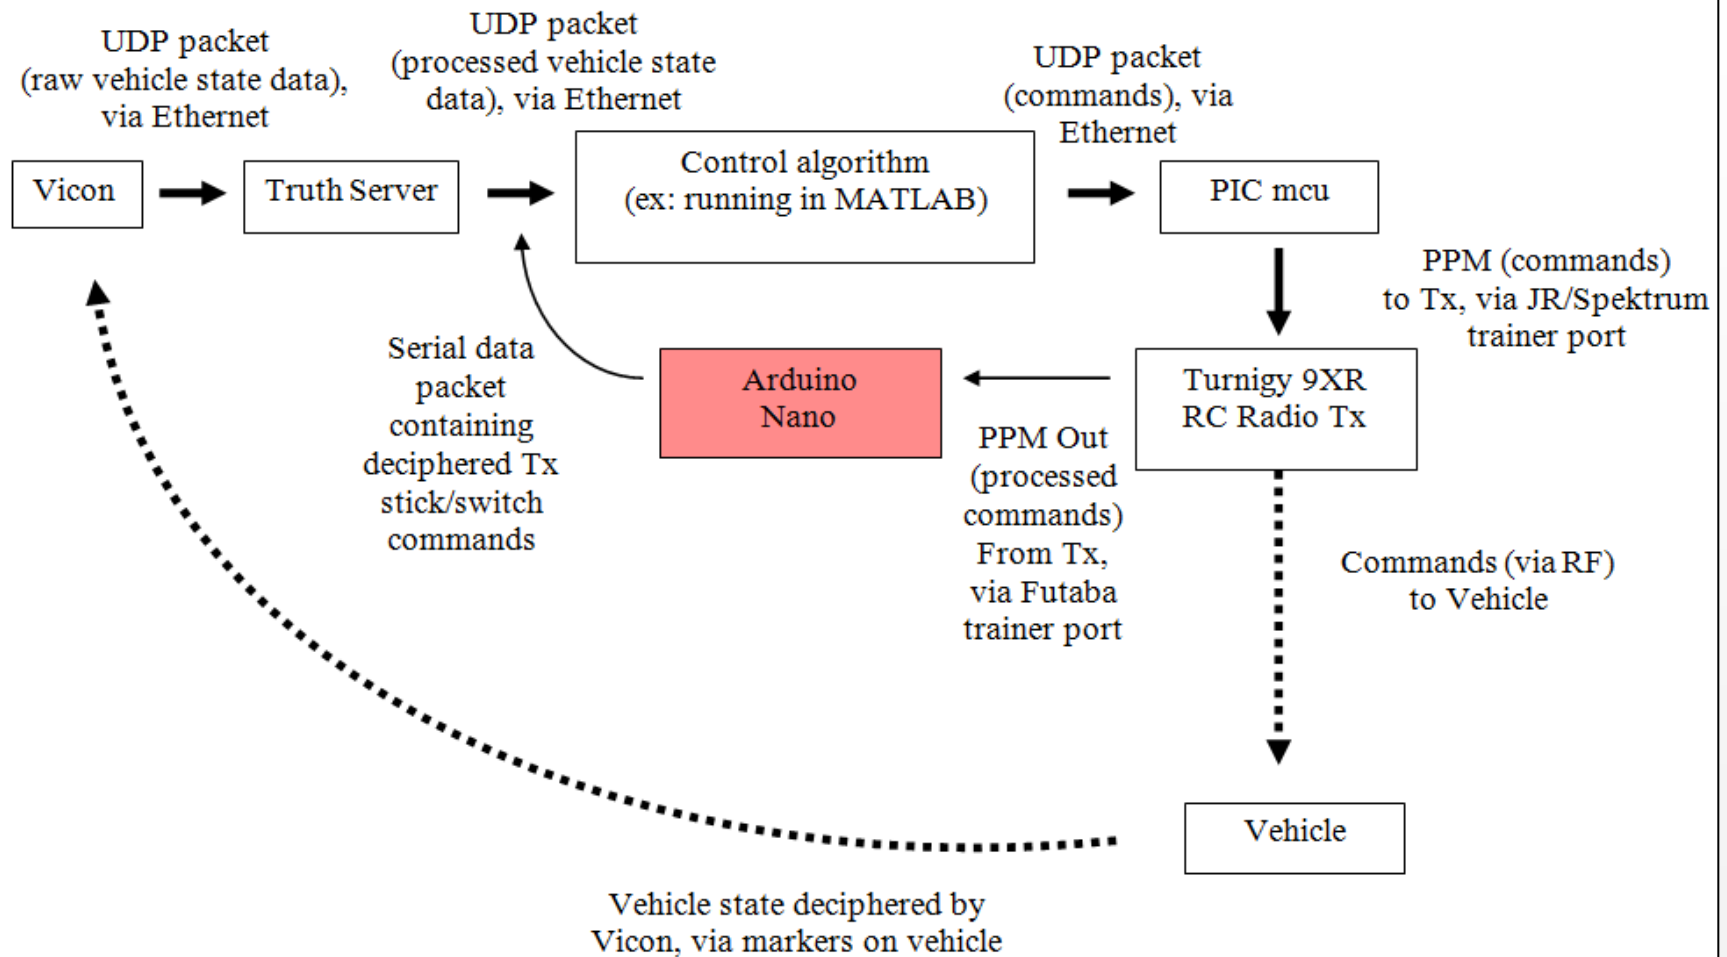 UDP packet
(raw vehicle state data),
via Ethernet
UDP packet
(processed vehicle state
data), via Ethernet
UDP packet
(commands), via
Ethernet
Vicon
Truth Server
Control algorithm
(ex: running in MATLAB)
PIC mcu
PPM (commands)
to Tx, via JR/Spektrum
trainer port
Serial data
packet
containing
deciphered Tx
stick/switch
commands
Arduino
Nano
PPM Out
(processed
commands)
From Tx,
via Futaba
trainer port
Turnigy 9XR
RC Radio Tx
Commands (via RF)
to Vehicle
Vehicle
Vehicle state deciphered by
Vicon, via markers on vehicle